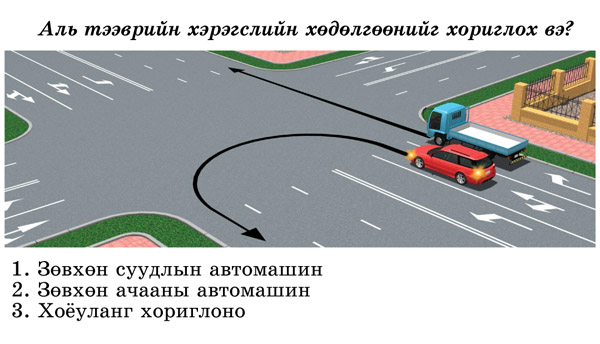 Аль тээврийн хэрэгслийн хөдөлгөөнийг хориглох вэ?
1. Зөвхөн суудлын автомашин
2. Зөвхөн ачааны автомашин
3. Хоёуланг хориглоно